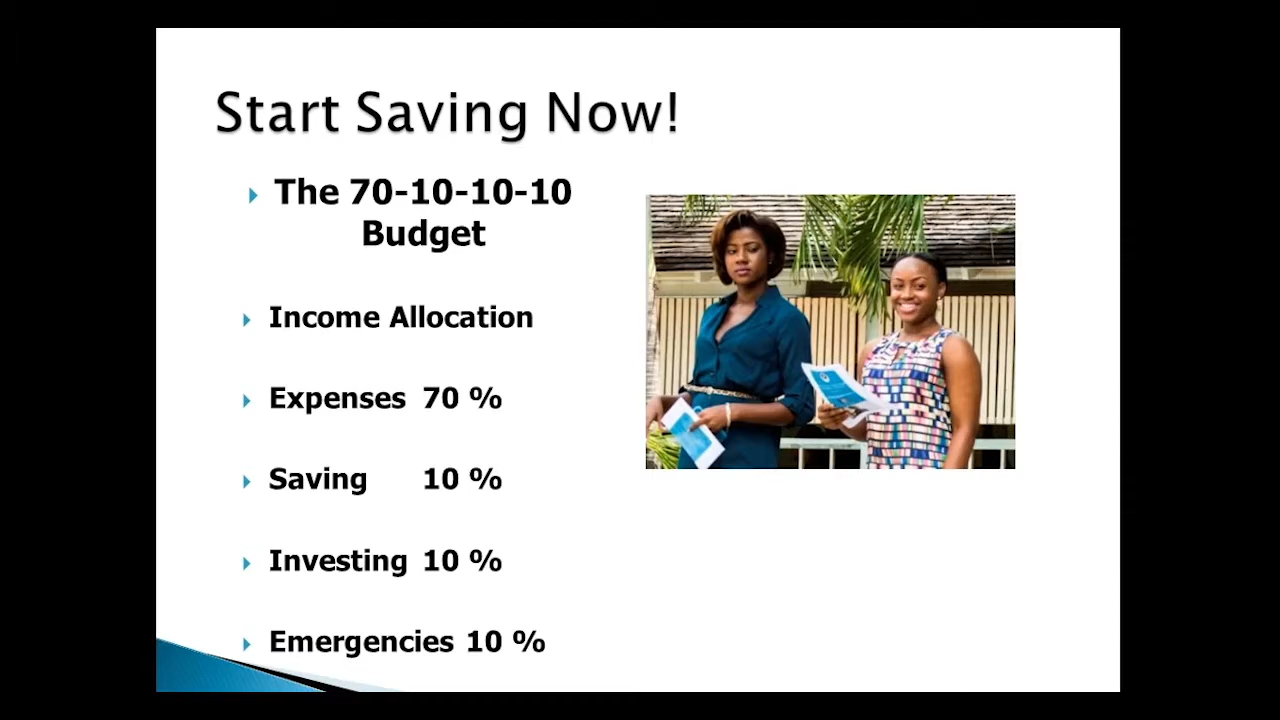 Start Saving Now!
The 70-10-10-10
Budget
Income Allocation
Expenses 70 %
Saving 10 %
Investing 10 %
Emergencies 10 %